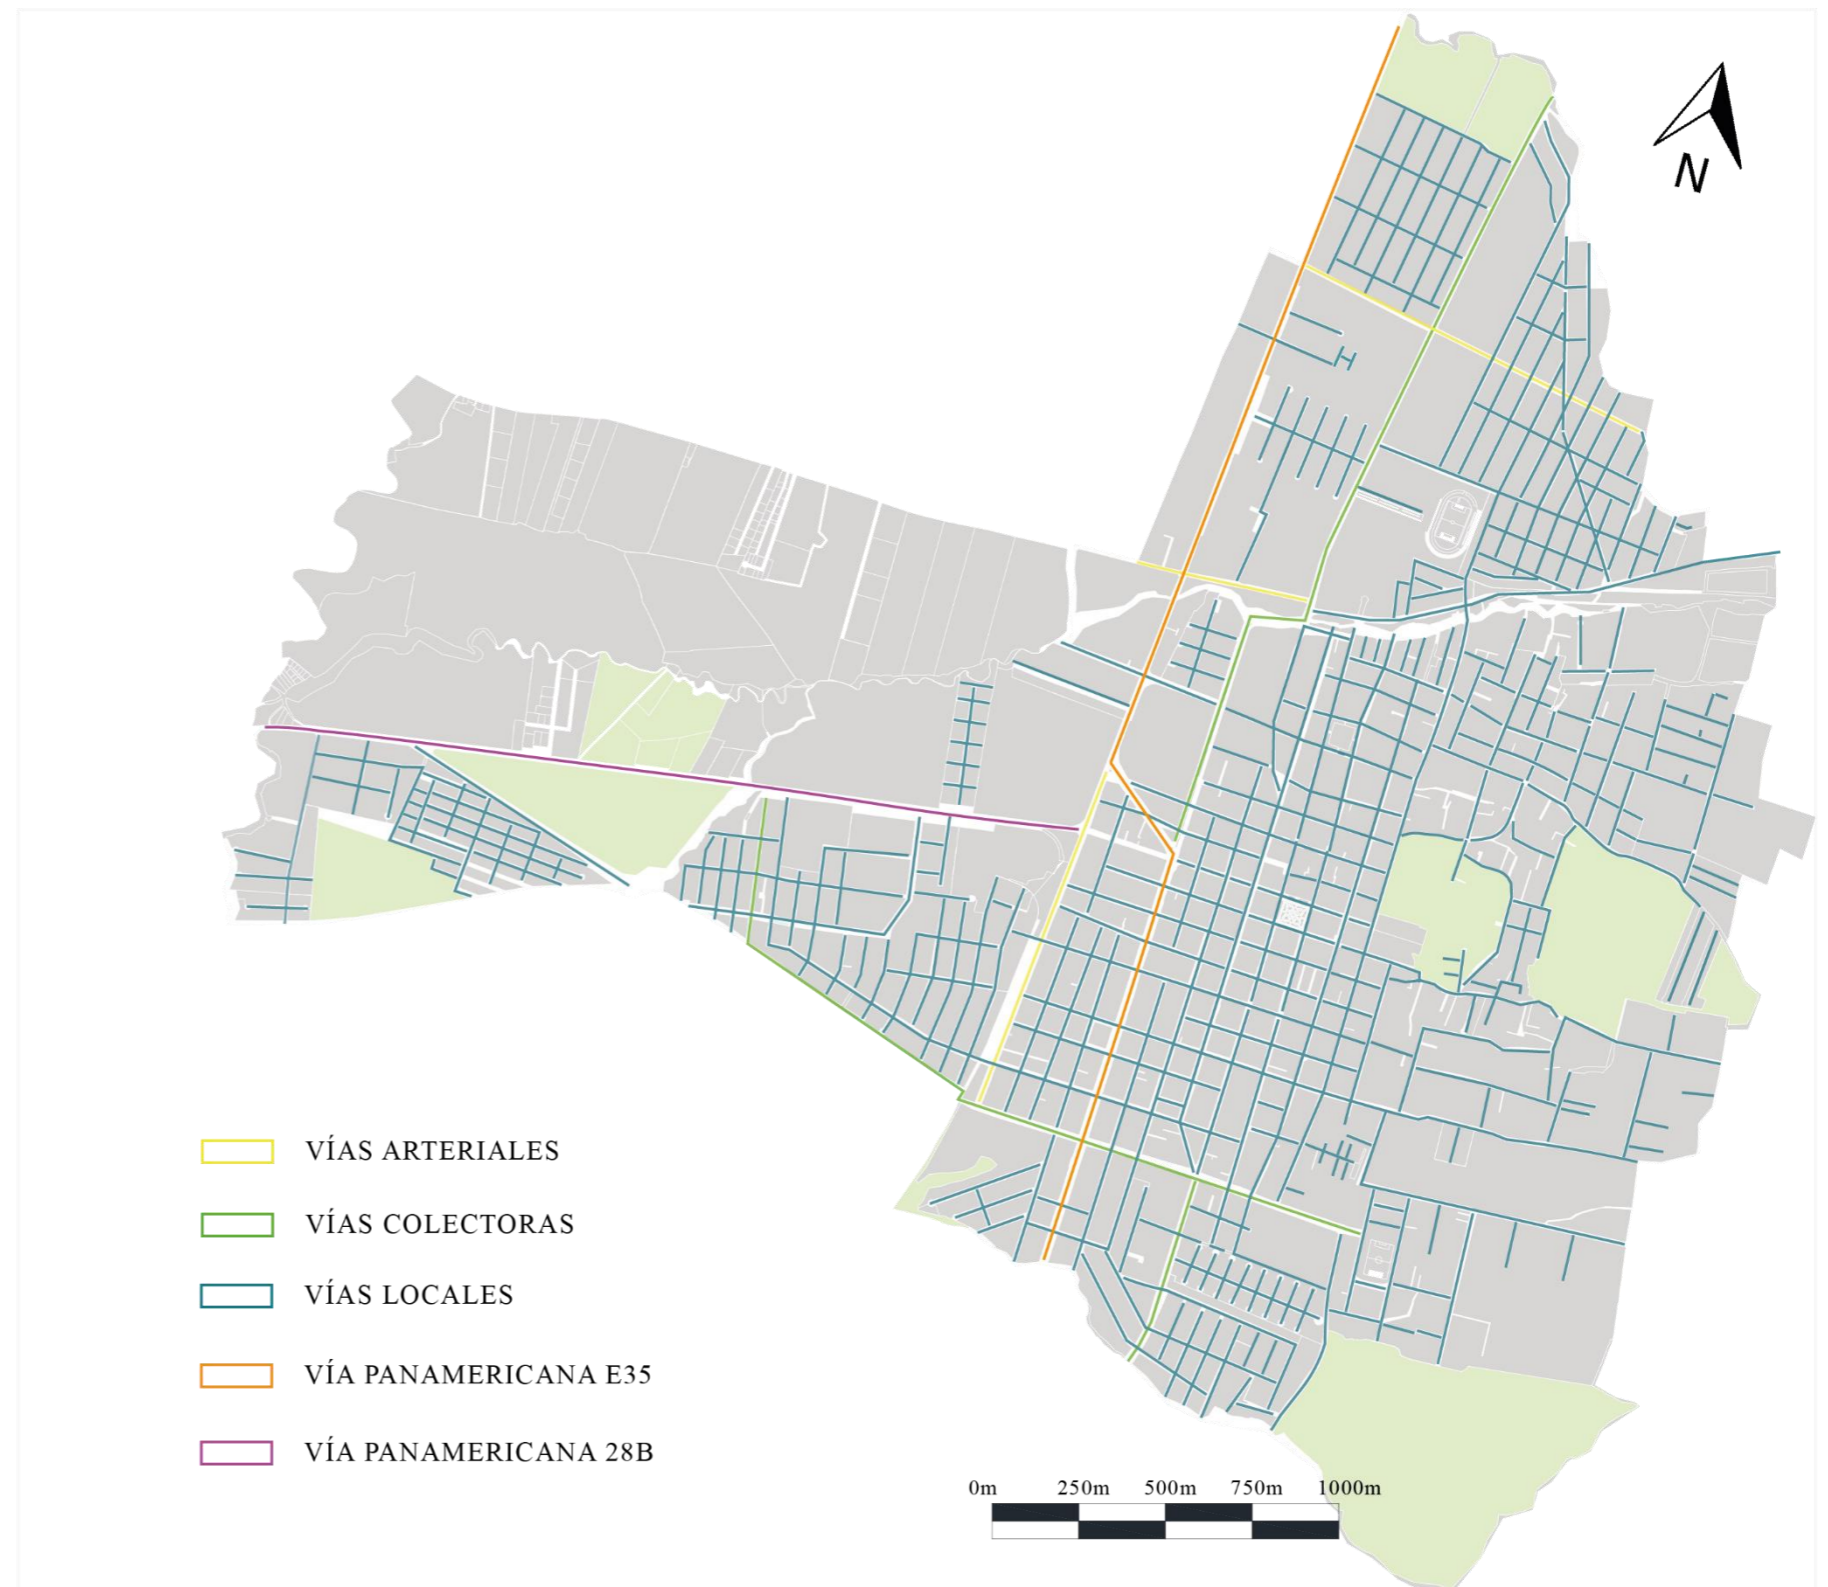 N
VÍAS ARTERIALES
VÍAS COLECTORAS
VÍAS LOCALES
VÍA PANAMERICANA E35
VÍA PANAMERICANA 28B
0m 250m 500m 750m 1000m